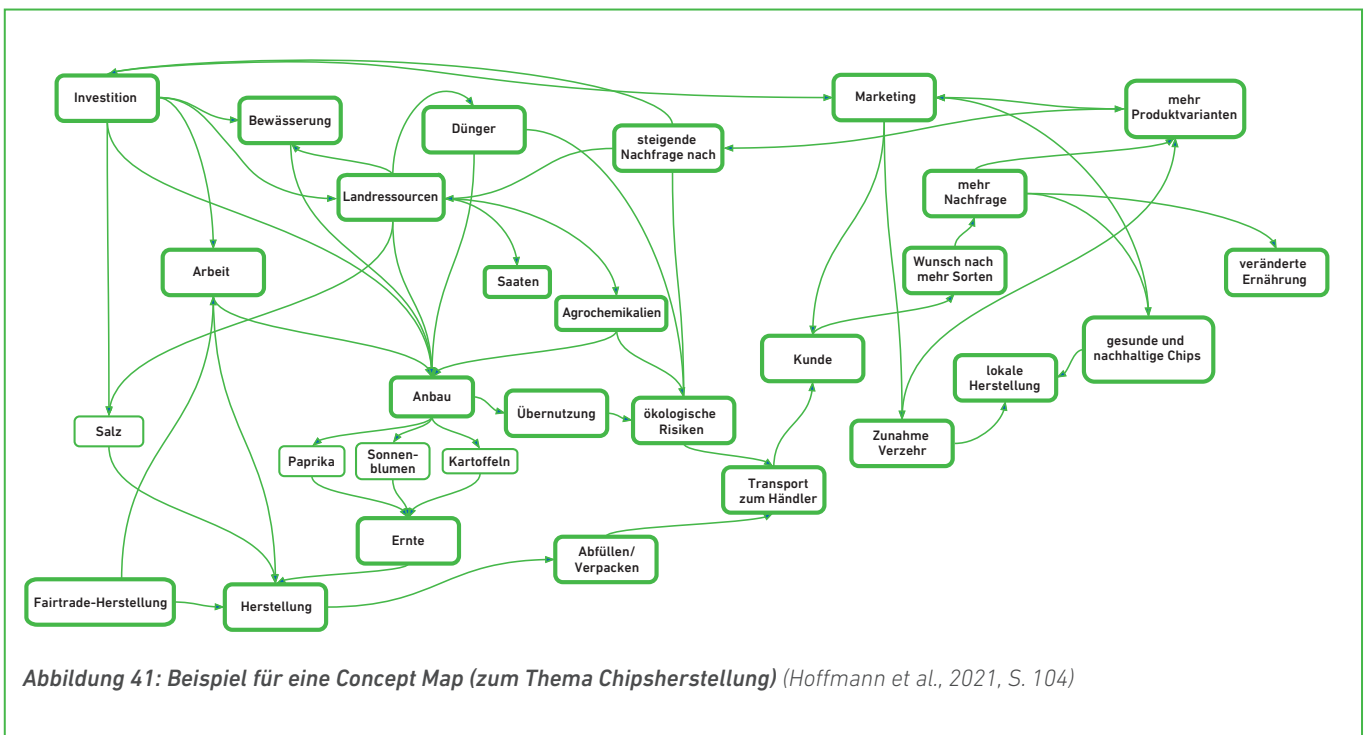 Investition
Bewässerung
Dünger
steigende
Nachfrage nach
Marketing
mehr
Produktvarianten
Landressourcen
mehr
Nachfrage
Arbeit
Saaten
Wunsch nach
mehr Sorten
veränderte
Ernährung
Agrochemikalien
Kunde
gesunde und
nachhaltige Chips
lokale
Herstellung
Anbau
Übernutzung
ökologische
Risiken
Salz
Zunahme
Verzehr
Paprika
Sonnen-
blumen
Kartoffeln
Transport
zum Händler
Ernte
Abfüllen/
Verpacken
Fairtrade-Herstellung
Herstellung
Abbildung 41: Beispiel für eine Concept Map (zum Thema Chipsherstellung) (Hoffmann et al., 2021, S. 104)